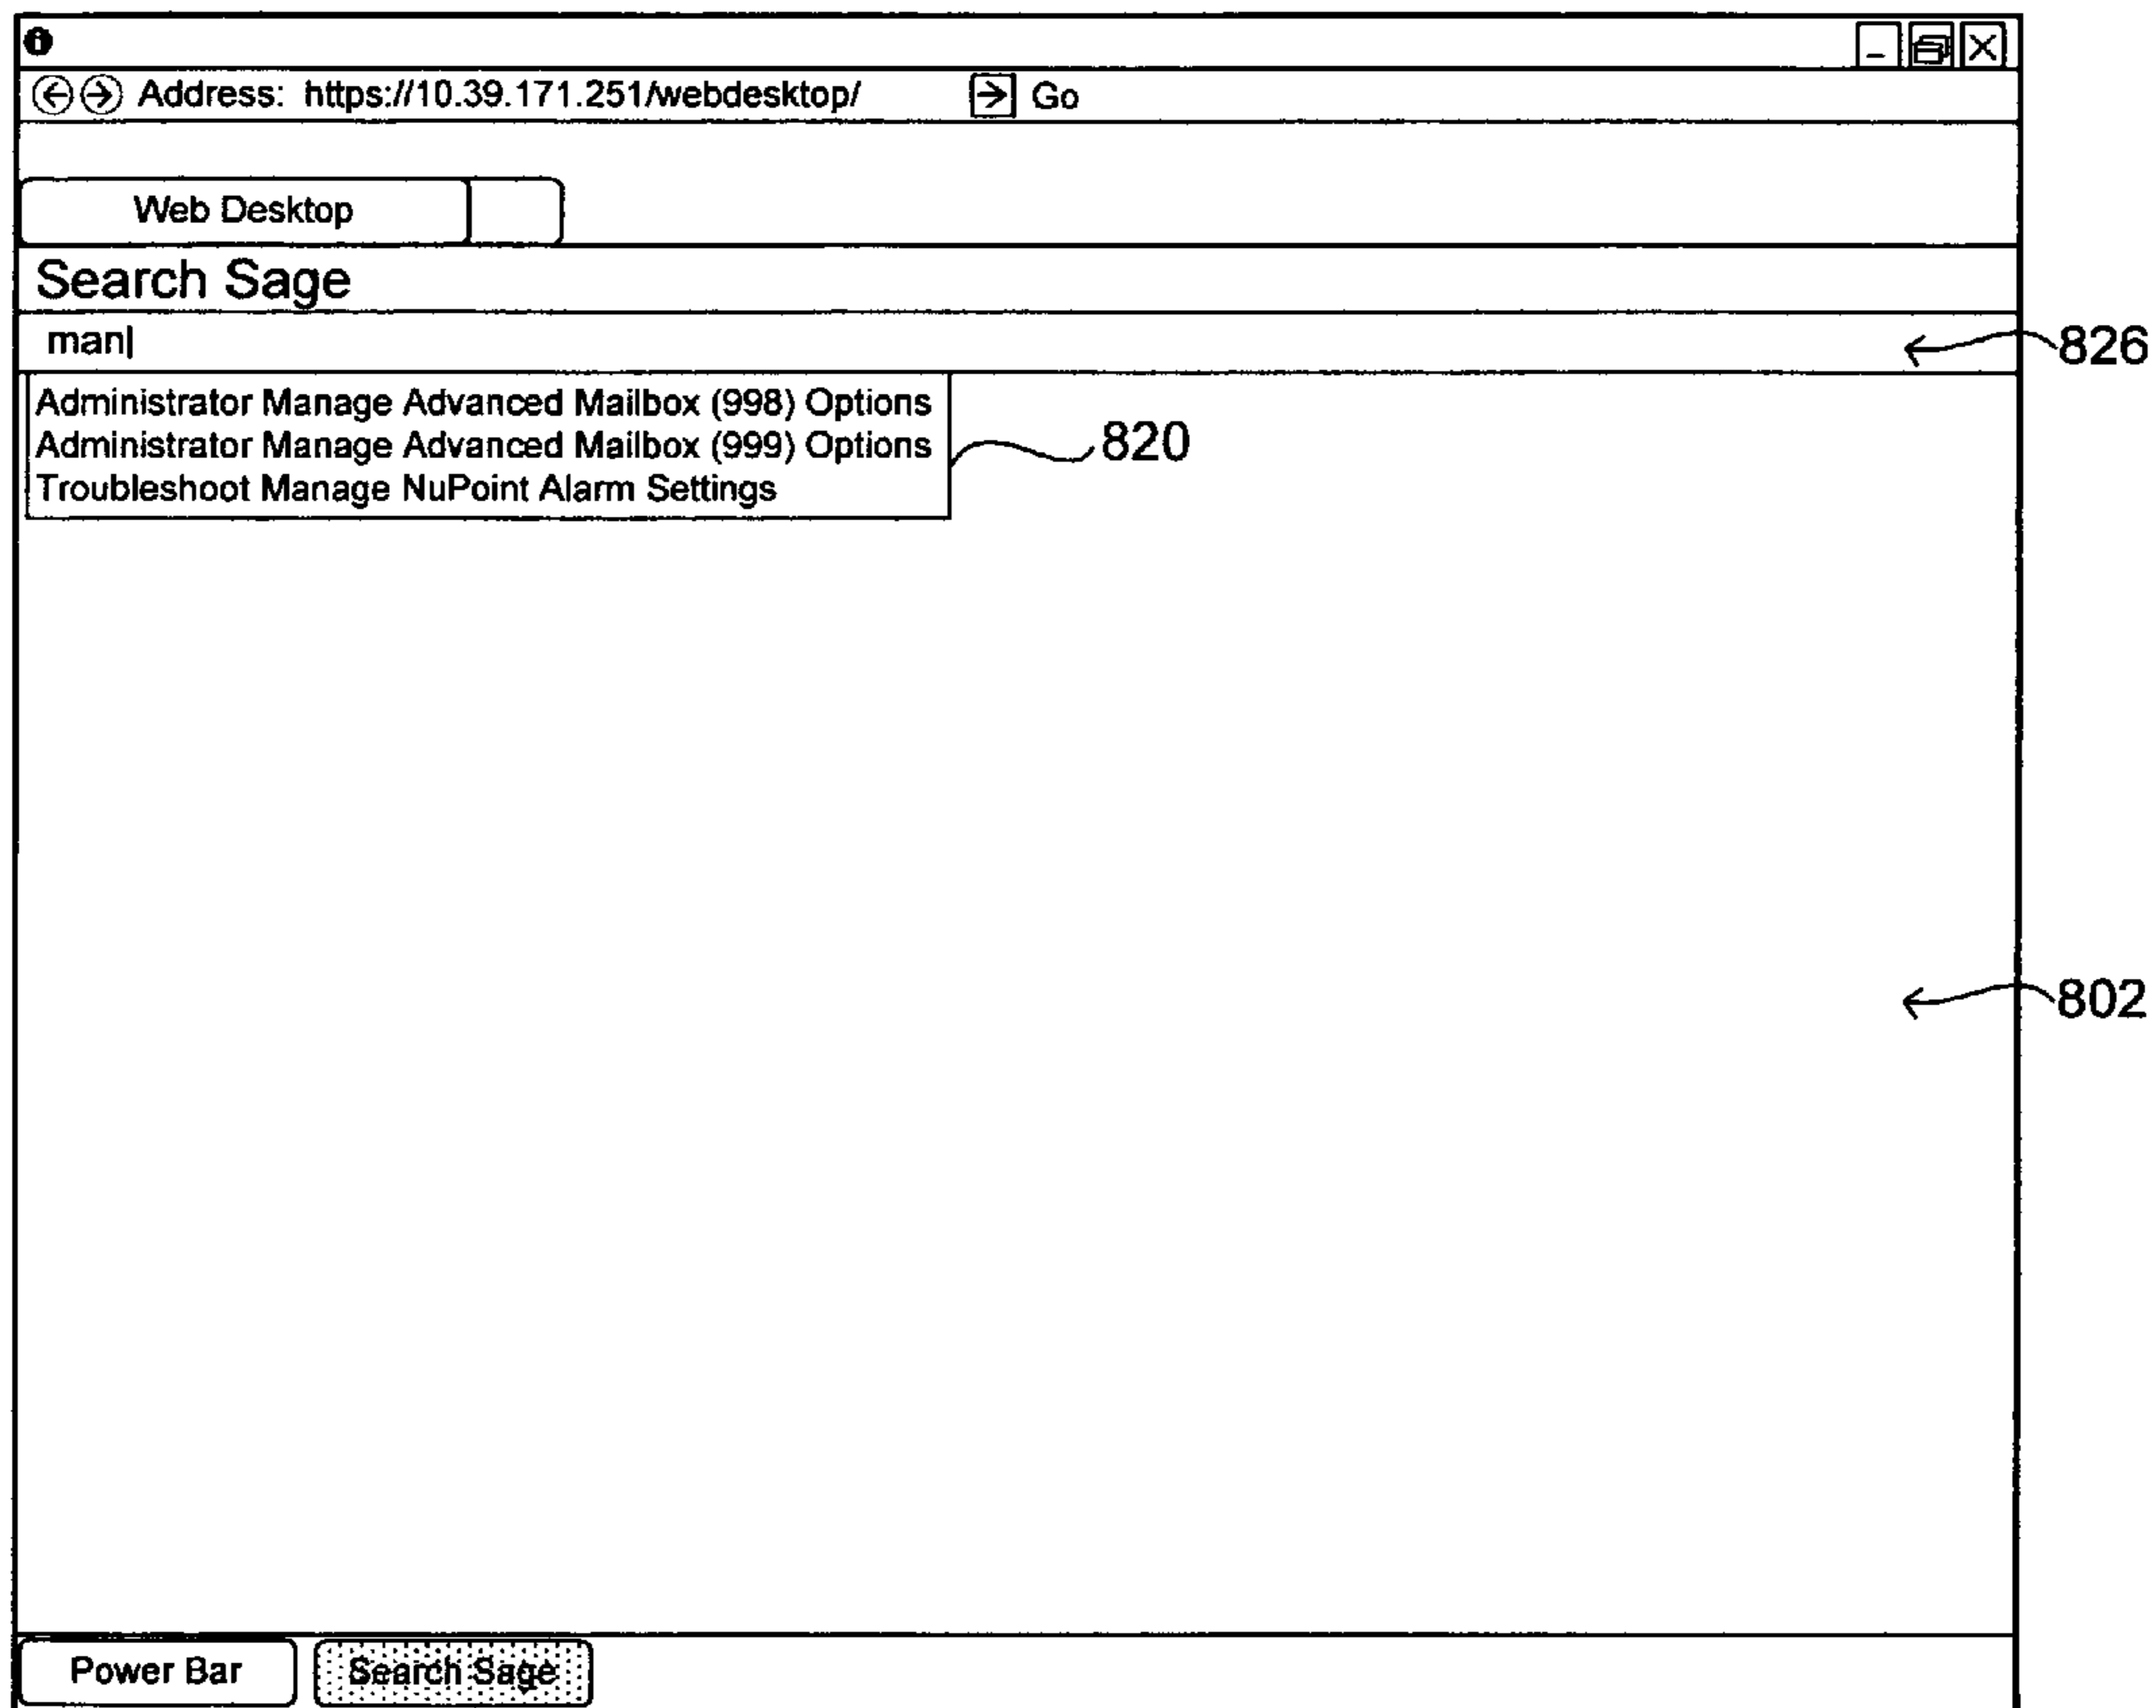 Address: https://10.39.171.251/webdesktop/ Go
Web Desktop
Search Sage
man
826
Administrator Manage Advanced Mailbox (998) Options
Administrator Manage Advanced Mailbox (999) Options
Troubleshoot Manage NuPoint Alarm Settings
820
802
Power Bar
Search Sage